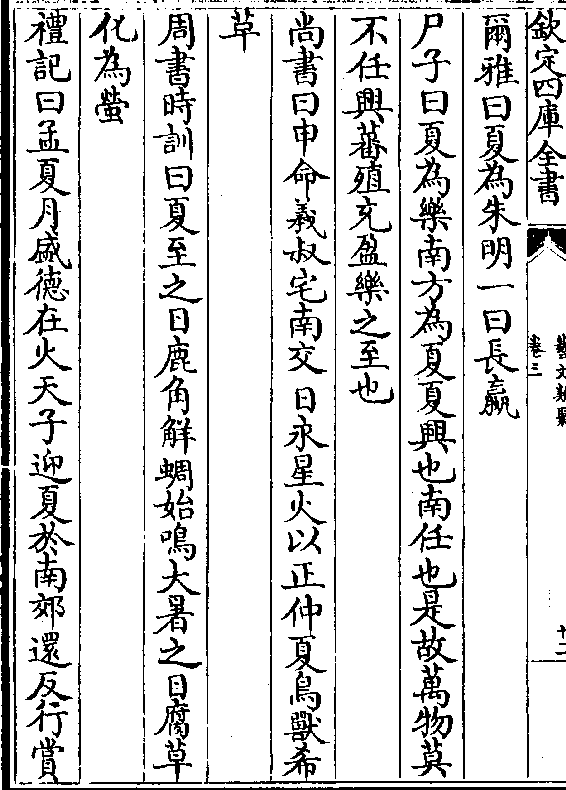 欽定四庫全書
藝文類聚
卷三
十二
爾雅曰夏為朱明一曰長嬴
尸子曰夏為樂南方為夏夏興也南任也是故萬物莫
不任興蕃殖充盈樂之至也
尚書曰申命羲叔宅南交 日永星火以正仲夏鳥獸希
草
周書時訓曰夏至之日鹿角解蜩始鳴大暑之日腐草
化為螢
禮記曰孟夏月盛德在火天子迎夏於南郊還反行賞